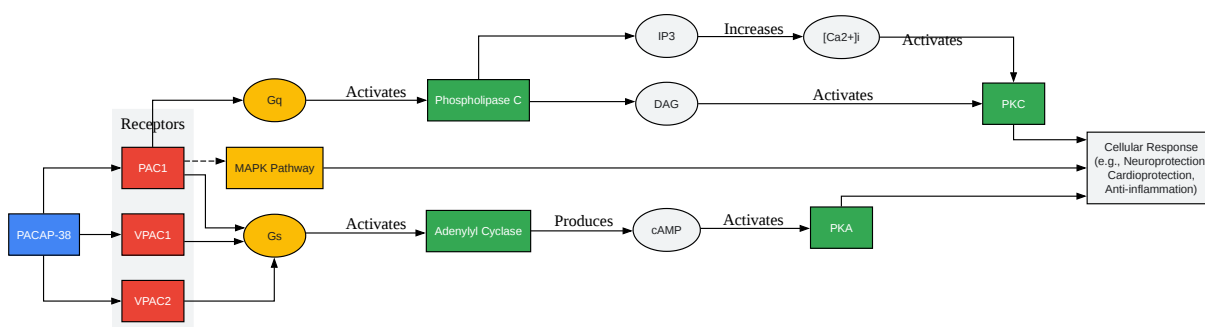 IP3
Increases
[Ca2+]i
Activates
Gq
Activates
Phospholipase C
DAG
Activates
PKC
Receptors
PAC1
MAPK Pathway
Cellular Response
(e.g., Neuroprotection,
Cardioprotection,
Anti-inflammation)
PACAP-38
VPAC1
Gs
Activates
Adenylyl Cyclase
Produces
cAMP
Activates
PKA
VPAC2